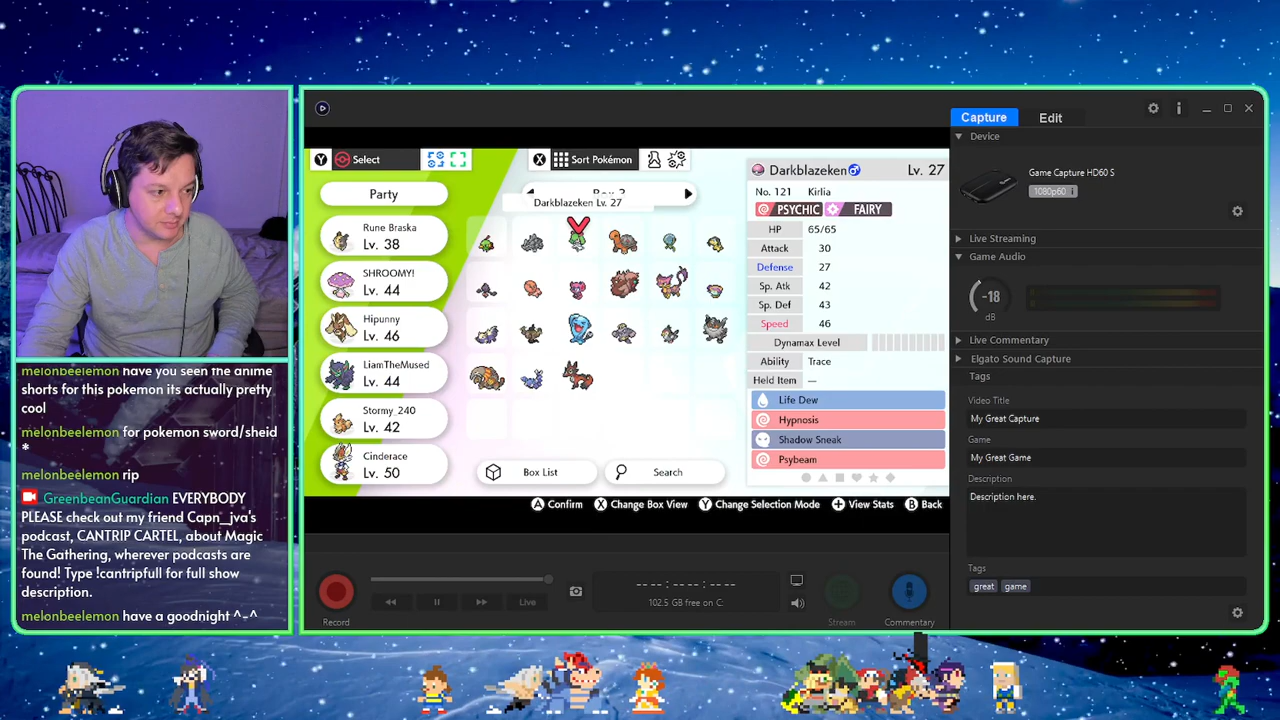 Y Select
X Sort Pokémon
Party
Box 2
Darkblazeken Lv. 27
Rune Braska
Lv. 38
SHROOMY!
Lv. 44
Hipunny
Lv. 46
LiamTheMused
Lv. 44
Stormy_240
Lv. 42
Cinderace
Lv. 50
Box List
Search
Darkblazeken♂ Lv. 27
No. 121 Kirlia
PSYCHIC FAIRY
HP 65/65
Attack 30
Defense 27
Sp. Atk 42
Sp. Def 43
Speed 46
Dynamax Level
Ability Trace
Held Item —
Life Dew
Hypnosis
Shadow Sneak
Psybeam
A Confirm X Change Box View Y Change Selection Mode + View Stats B Back
Record
Live
-- -- : -- -- : -- -- : -- --
102.5 GB free on C:
Stream
Commentary
Capture Edit
Device
Game Capture HD60 S
1080p60
Live Streaming
Game Audio
-18
dB
Live Commentary
Elgato Sound Capture
Tags
Video Title
My Great Capture
Game
My Great Game
Description
Description here.
Tags
great game
melonbeelemon have you seen the anime
shorts for this pokemon its actually pretty
cool
melonbeelemon for pokemon sword/sheid
*
melonbeelemon rip
GreenbeanGuardian EVERYBODY
PLEASE check out my friend Capn_jva's
podcast, CANTRIP CARTEL, about Magic
The Gathering, wherever podcasts are
found! Type !cantripfull for full show
description.
melonbeelemon have a goodnight ^-^